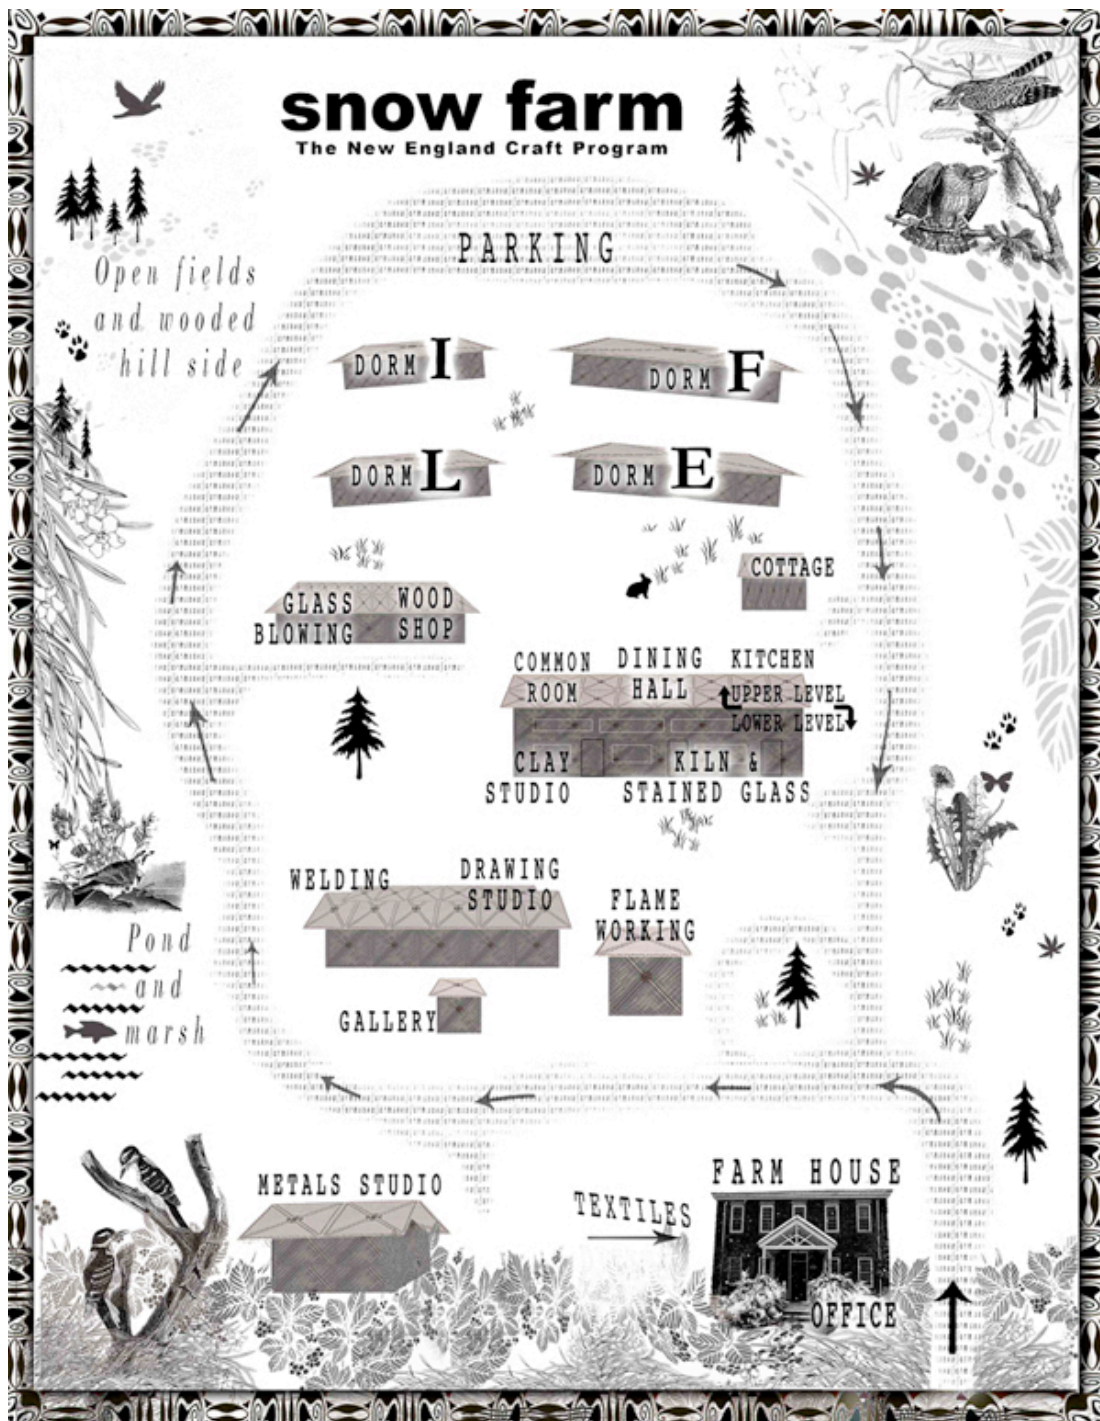 snow farm
The New England Craft Program
PARKING
Open fields
and wooded
hill side
DORM I
DORM F
DORM L
DORM E
COTTAGE
GLASS
BLOWING
WOOD
SHOP
COMMON
ROOM
DINING
HALL
KITCHEN
UPPER LEVEL
LOWER LEVEL
CLAY
STUDIO
KILN &
STAINED GLASS
WELDING
DRAWING
STUDIO
FLAME
WORKING
GALLERY
Pond
and
marsh
METALS STUDIO
TEXTILES
FARM HOUSE
OFFICE